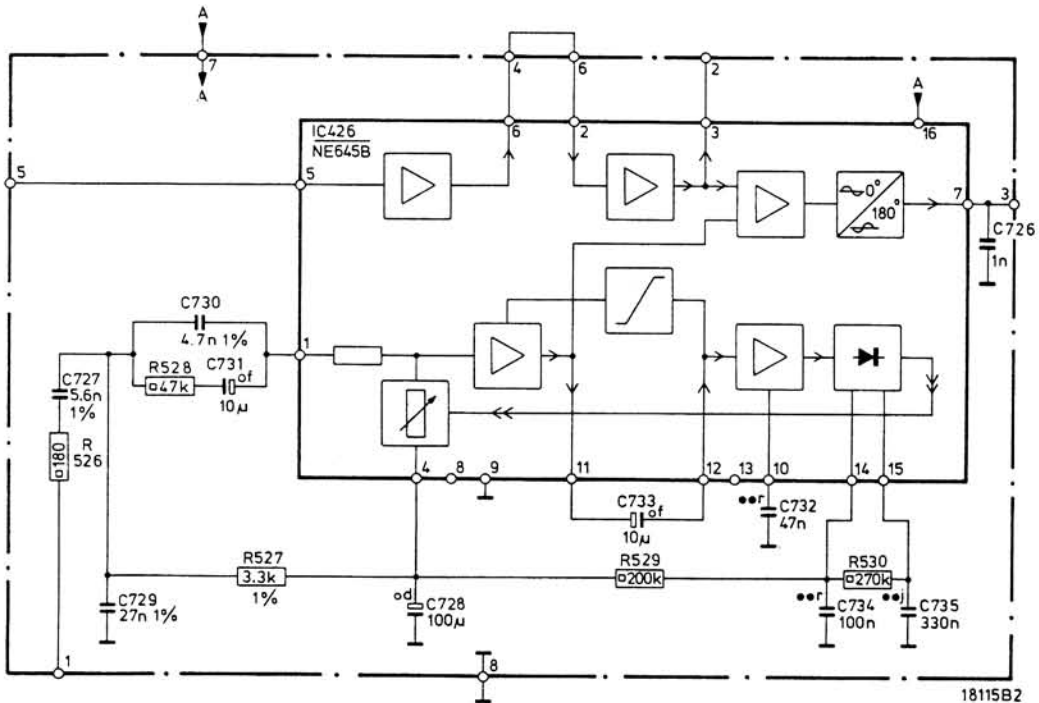 A
7
A
4
6
2
A
IC426
NE645B
6
2
3
16
5
5
0°
180°
7
3
C726
1n
C730
4.7n 1%
R528
47k
C731
of
10µ
1
C727
5.6n
1%
180
R
526
4
8
9
11
12
13
10
14
15
C733
of
10µ
r
C732
47n
R527
3.3k
1%
R529
200k
R530
270k
C729
27n 1%
od
C728
100µ
r
C734
100n
j
C735
330n
1
8
18115B2